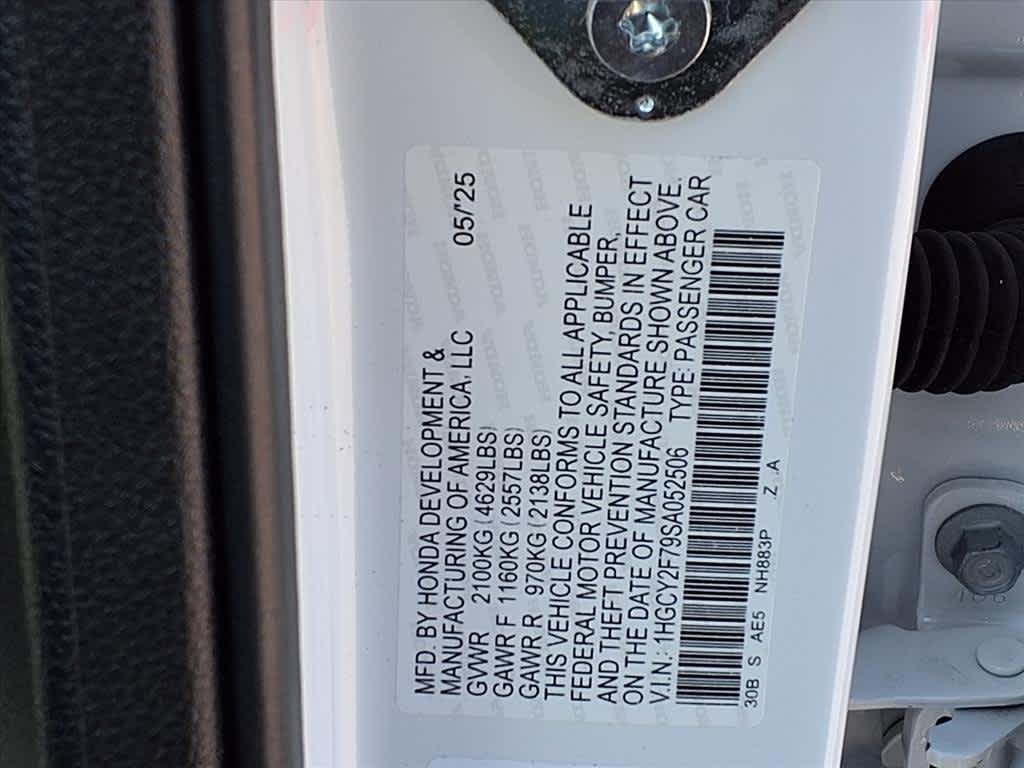 MFD. BY HONDA DEVELOPMENT &
MANUFACTURING OF AMERICA, LLC 05/'25
GVWR 2100KG (4629LBS)
GAWR F 1160KG (2557LBS)
GAWR R 970KG (2138LBS)
THIS VEHICLE CONFORMS TO ALL APPLICABLE
FEDERAL MOTOR VEHICLE SAFETY, BUMPER,
AND THEFT PREVENTION STANDARDS IN EFFECT
ON THE DATE OF MANUFACTURE SHOWN ABOVE.
V.I.N.: 1HGCY2F79SA052506 TYPE: PASSENGER CAR
30B S AE5 NH883P Z .A